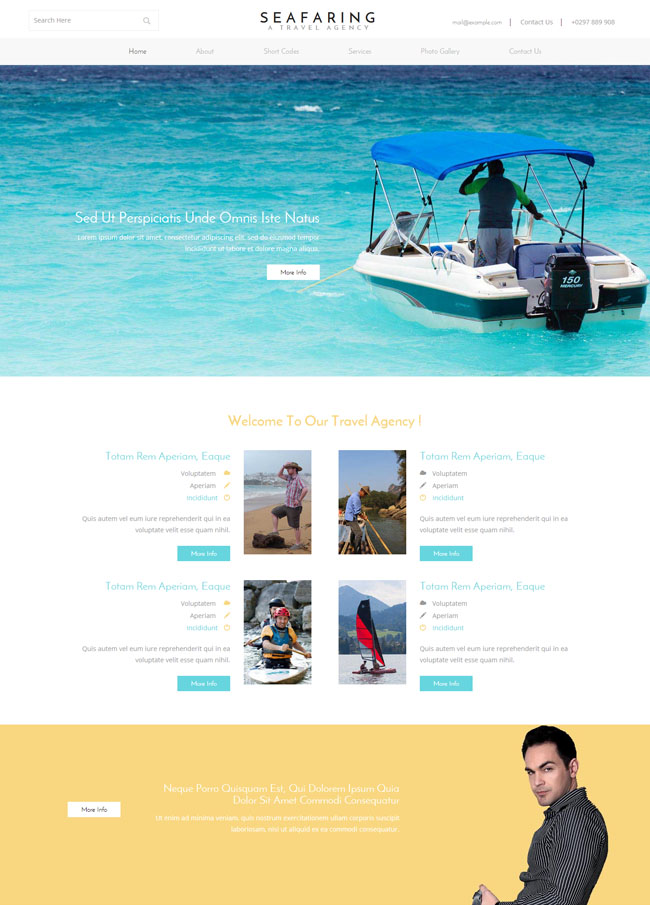 Search Here
SEAFARING
A TRAVEL AGENCY
mail@example.com | Contact Us | +0297 889 908
Home About Short Codes Services Photo Gallery Contact Us
Sed Ut Perspiciatis Unde Omnis Iste Natus
Lorem ipsum dolor sit amet, consectetur adipiscing elit, sed do eiusmod tempor
incididunt ut labore et dolore magna aliqua.
More Info
150
MERCURY
Welcome To Our Travel Agency !
Totam Rem Aperiam, Eaque
Voluptatem
Aperiam
Incididunt
Quis autem vel eum iure reprehenderit qui in ea
voluptate velit esse quam nihil.
More Info
Totam Rem Aperiam, Eaque
Voluptatem
Aperiam
Incididunt
Quis autem vel eum iure reprehenderit qui in ea
voluptate velit esse quam nihil.
More Info
Totam Rem Aperiam, Eaque
Voluptatem
Aperiam
Incididunt
Quis autem vel eum iure reprehenderit qui in ea
voluptate velit esse quam nihil.
More Info
Totam Rem Aperiam, Eaque
Voluptatem
Aperiam
Incididunt
Quis autem vel eum iure reprehenderit qui in ea
voluptate velit esse quam nihil.
More Info
Neque Porro Quisquam Est, Qui Dolorem Ipsum Quia
Dolor Sit Amet Commodi Consequatur
Ut enim ad minima veniam, quis nostrum exercitationem ullam corporis suscipit
laboriosam, nisi ut aliquid ex ea commodi consequatur.
More Info